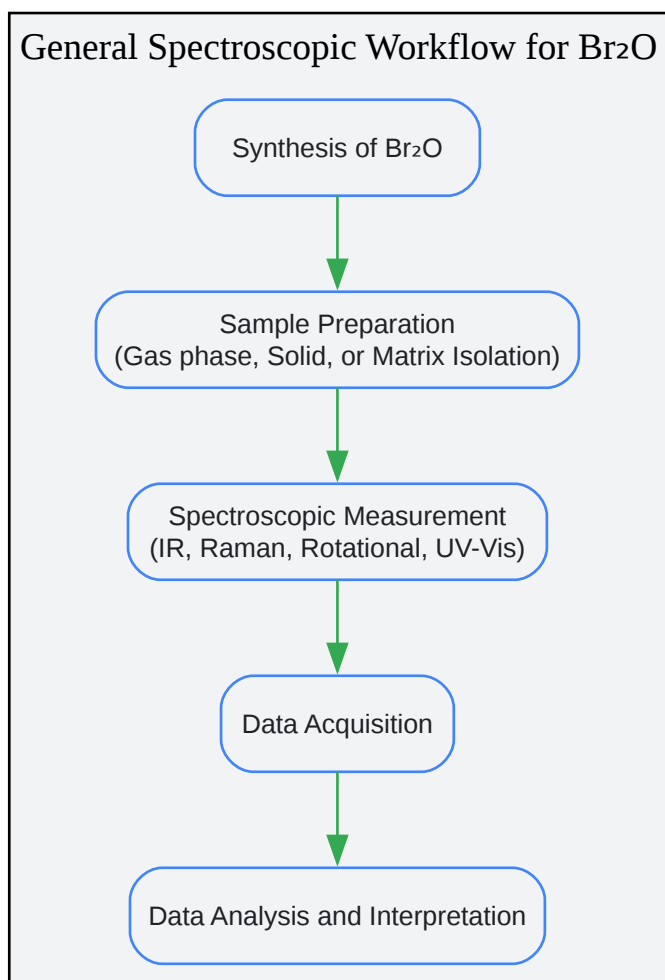 General Spectroscopic Workflow for Br₂O
Synthesis of Br₂O
Sample Preparation
(Gas phase, Solid, or Matrix Isolation)
Spectroscopic Measurement
(IR, Raman, Rotational, UV-Vis)
Data Acquisition
Data Analysis and Interpretation